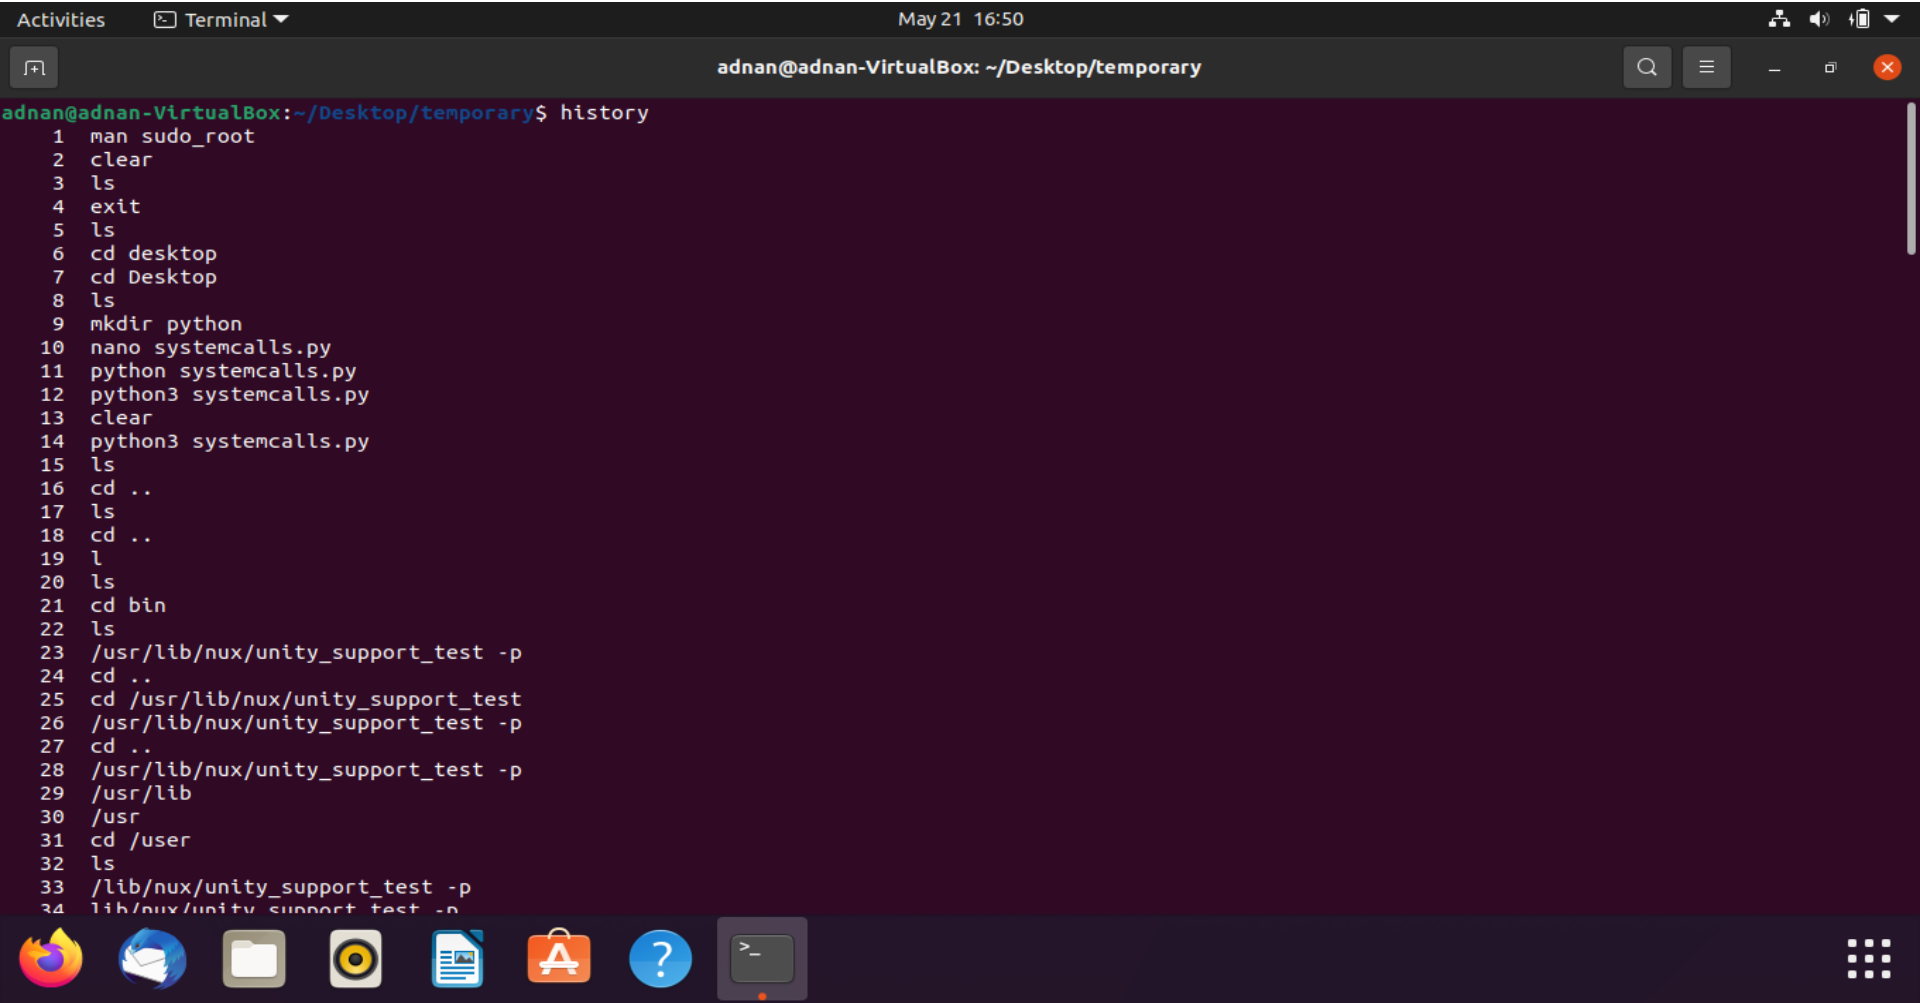 Activities Terminal May 21 16:50
adnan@adnan-VirtualBox: ~/Desktop/temporary
adnan@adnan-VirtualBox:~/Desktop/temporary$ history
1 man sudo_root
2 clear
3 ls
4 exit
5 ls
6 cd desktop
7 cd Desktop
8 ls
9 mkdir python
10 nano systemcalls.py
11 python systemcalls.py
12 python3 systemcalls.py
13 clear
14 python3 systemcalls.py
15 ls
16 cd ..
17 ls
18 cd ..
19 l
20 ls
21 cd bin
22 ls
23 /usr/lib/nux/unity_support_test -p
24 cd ..
25 cd /usr/lib/nux/unity_support_test
26 /usr/lib/nux/unity_support_test -p
27 cd ..
28 /usr/lib/nux/unity_support_test -p
29 /usr/lib
30 /usr
31 cd /user
32 ls
33 /lib/nux/unity_support_test -p
34 lib/nux/unity_support_test -p